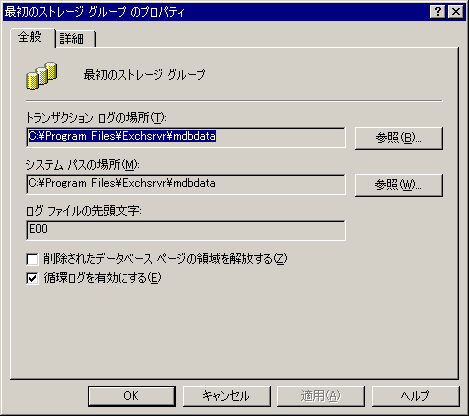 最初のストレージ グループ のプロパティ
全般
詳細
最初のストレージ グループ
トランザクション ログの場所(T):
C:¥Program Files¥Exchsrvr¥mdbdata
参照(B)...
システム パスの場所(M):
C:¥Program Files¥Exchsrvr¥mdbdata
参照(W)...
ログ ファイルの先頭文字:
E00
削除されたデータベース ページの領域を解放する(Z)
循環ログを有効にする(E)
OK
キャンセル
適用(A)
ヘルプ